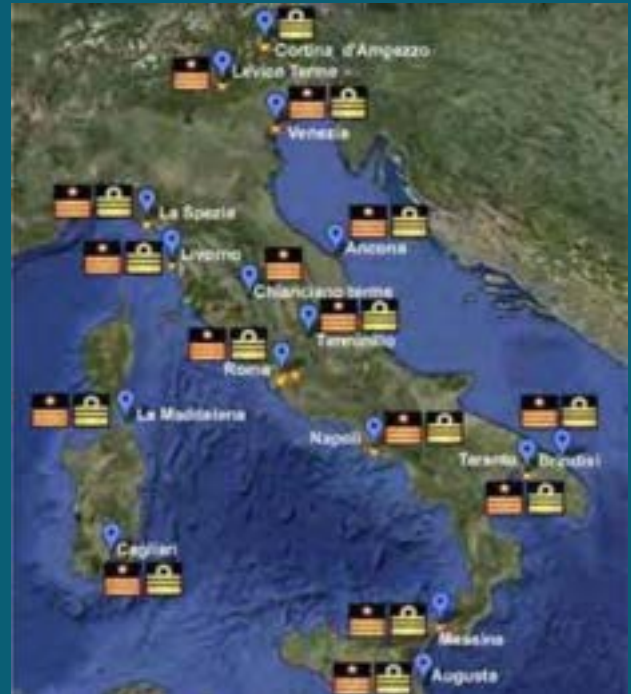 Cortina d'Ampezzo
Levico Terme
Venezia
La Spezia
Livorno
Ancona
Chianciano terme
Roma
La Maddalena
Napoli
Taranto
Brindisi
Cagliari
Messina
Augusta